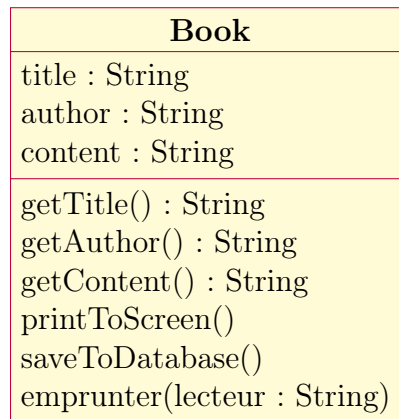 Book
title : String
author : String
content : String
getTitle() : String
getAuthor() : String
getContent() : String
printToScreen()
saveToDatabase()
emprunter(lecteur : String)